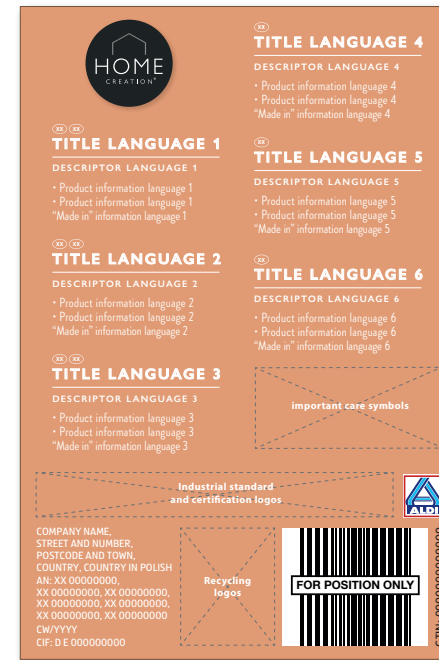 HOME
CREATION®
XX XX
TITLE LANGUAGE 1
DESCRIPTOR LANGUAGE 1
• Product information language 1
• Product information language 1
"Made in" information language 1
XX XX
TITLE LANGUAGE 2
DESCRIPTOR LANGUAGE 2
• Product information language 2
• Product information language 2
"Made in" information language 2
XX XX
TITLE LANGUAGE 3
DESCRIPTOR LANGUAGE 3
• Product information language 3
• Product information language 3
"Made in" information language 3
XX
TITLE LANGUAGE 4
DESCRIPTOR LANGUAGE 4
• Product information language 4
• Product information language 4
"Made in" information language 4
XX
TITLE LANGUAGE 5
DESCRIPTOR LANGUAGE 5
• Product information language 5
• Product information language 5
"Made in" information language 5
XX
TITLE LANGUAGE 6
DESCRIPTOR LANGUAGE 6
• Product information language 6
• Product information language 6
"Made in" information language 6
important care symbols
Industrial standard
and certification logos
ALDI
COMPANY NAME,
STREET AND NUMBER,
POSTCODE AND TOWN,
COUNTRY, COUNTRY IN POLISH
AN: XX 00000000,
XX 00000000, XX 00000000,
XX 00000000, XX 00000000,
XX 00000000, XX 00000000
CW/YYYY
CIF: D E 000000000
Recycling
logos
FOR POSITION ONLY